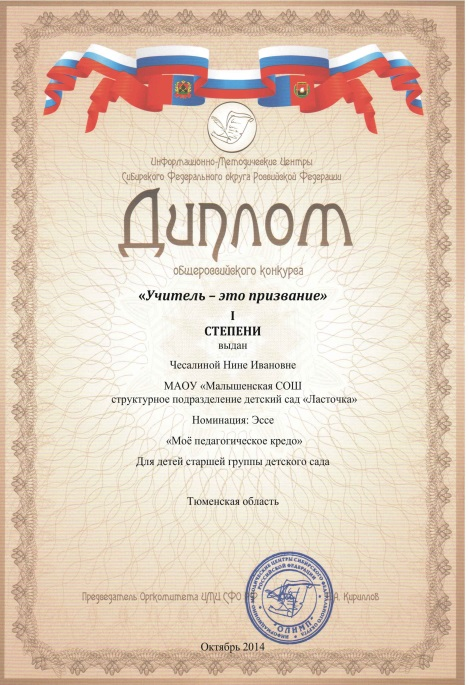 Информационно-Методические Центры
Сибирского Федерального округа Российской Федерации
Диплом
общероссийского конкурса
«Учитель – это призвание»
I
СТЕПЕНИ
выдан
Чесалиной Нине Ивановне
МАОУ «Малышенская СОШ
структурное подразделение детский сад «Ласточка»
Номинация: Эссе
«Моё педагогическое кредо»
Для детей старшей группы детского сада
Тюменская область
Председатель Оргкомитета ИМЦ СФО
А. Кириллов
Октябрь 2014